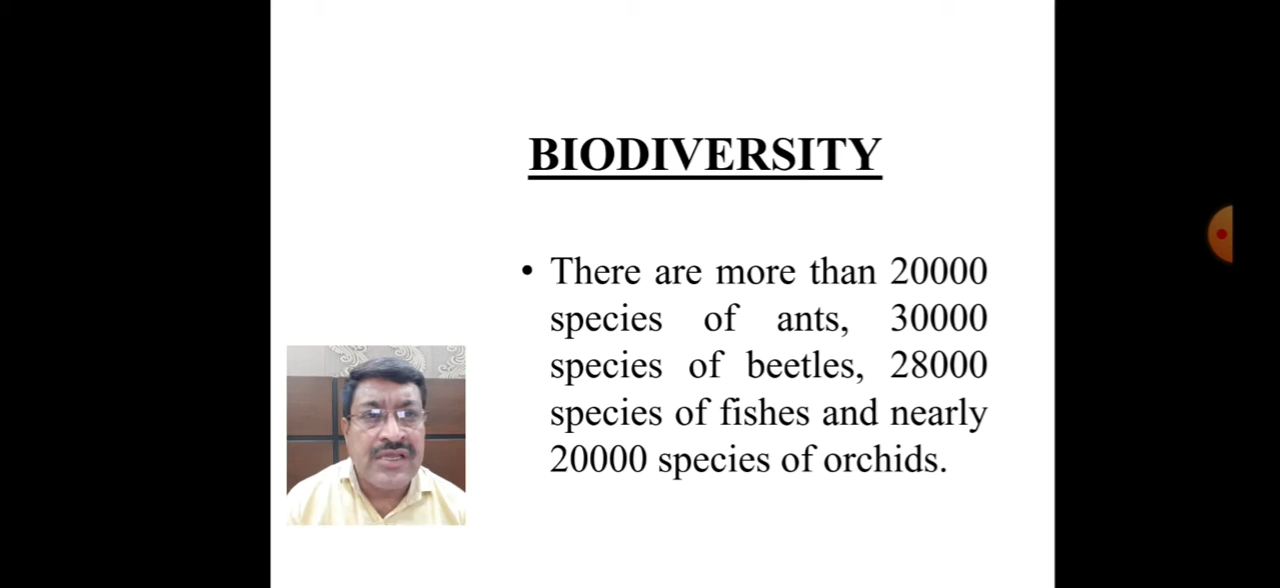 BIODIVERSITY
• There are more than 20000
species of ants, 30000
species of beetles, 28000
species of fishes and nearly
20000 species of orchids.